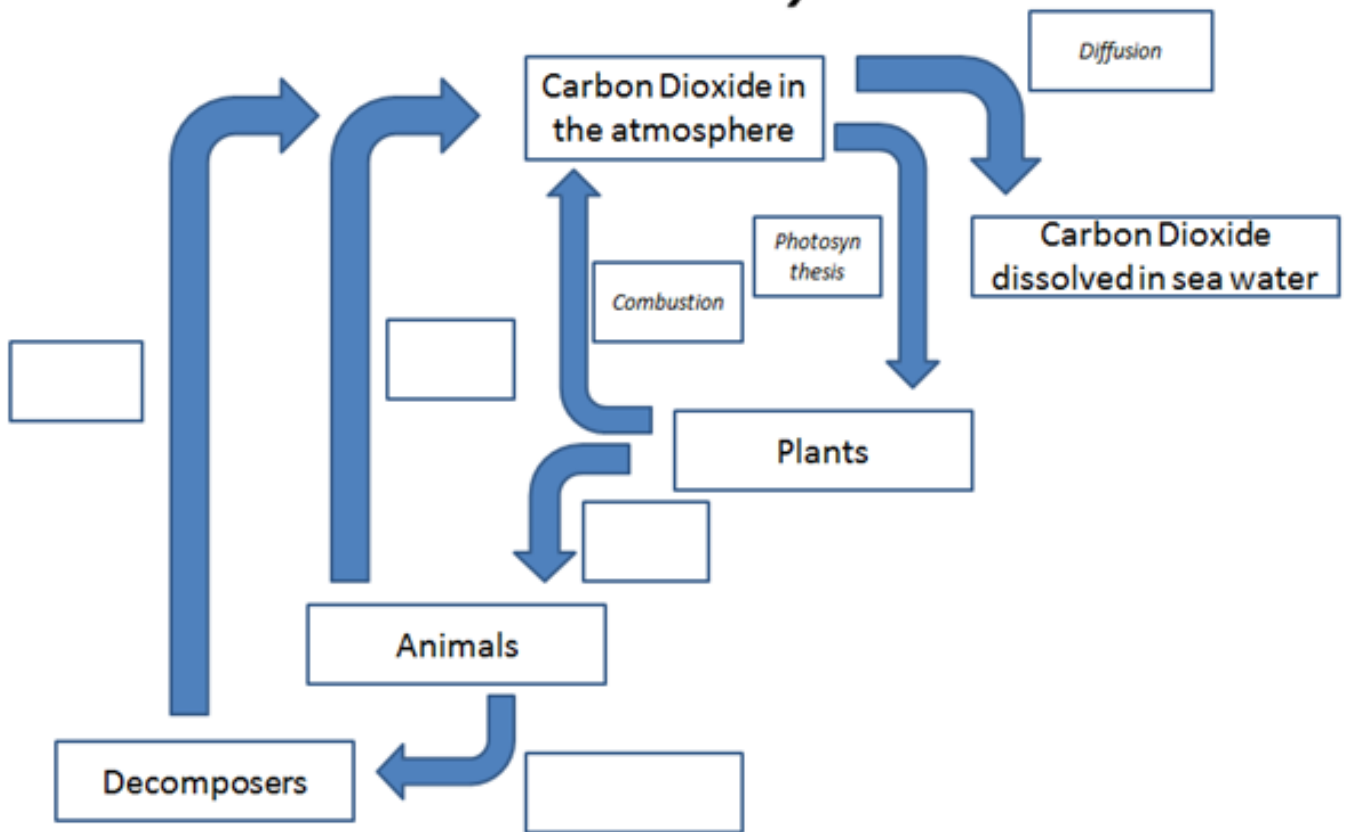 Diffusion
Carbon Dioxide in
the atmosphere
Carbon Dioxide
dissolved in sea water
Photosyn
thesis
Combustion
Plants
Animals
Decomposers